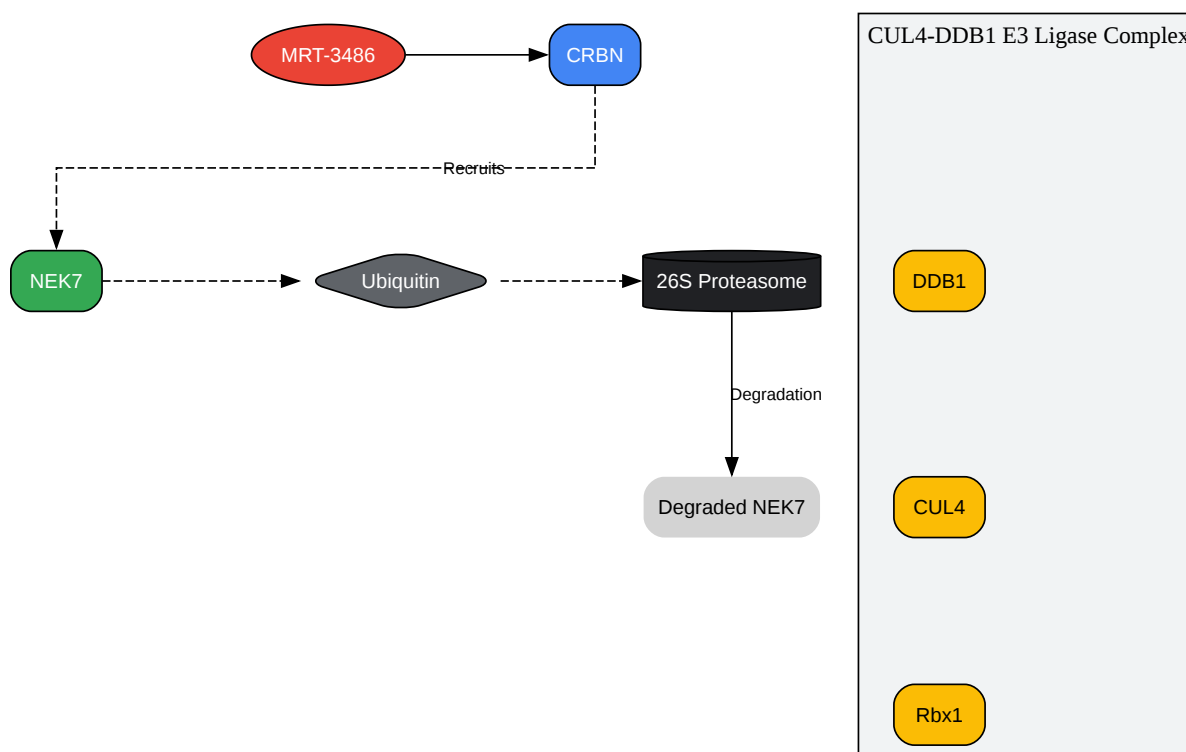 MRT-3486
CRBN
CUL4-DDB1 E3 Ligase Complex
Recruits
NEK7
Ubiquitin
26S Proteasome
DDB1
Degradation
Degraded NEK7
CUL4
Rbx1